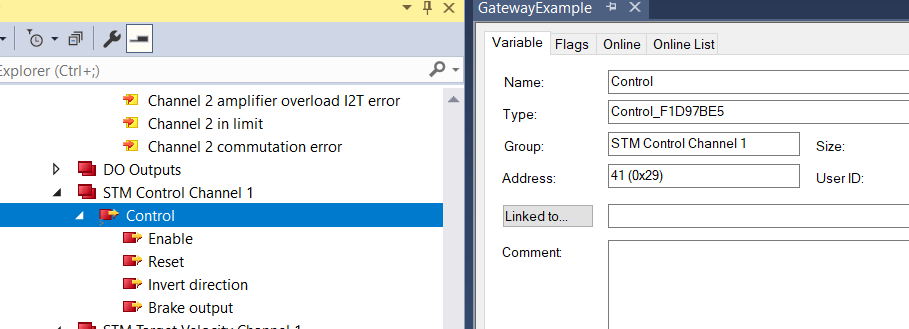 GatewayExample
Explorer (Ctrl+;)
Channel 2 amplifier overload I2T error
Channel 2 in limit
Channel 2 commutation error
DO Outputs
STM Control Channel 1
Control
Enable
Reset
Invert direction
Brake output
STM Target Velocity Channel 1
Variable Flags Online Online List
Name: Control
Type: Control_F1D97BE5
Group: STM Control Channel 1 Size:
Address: 41 (0x29) User ID:
Linked to...
Comment: